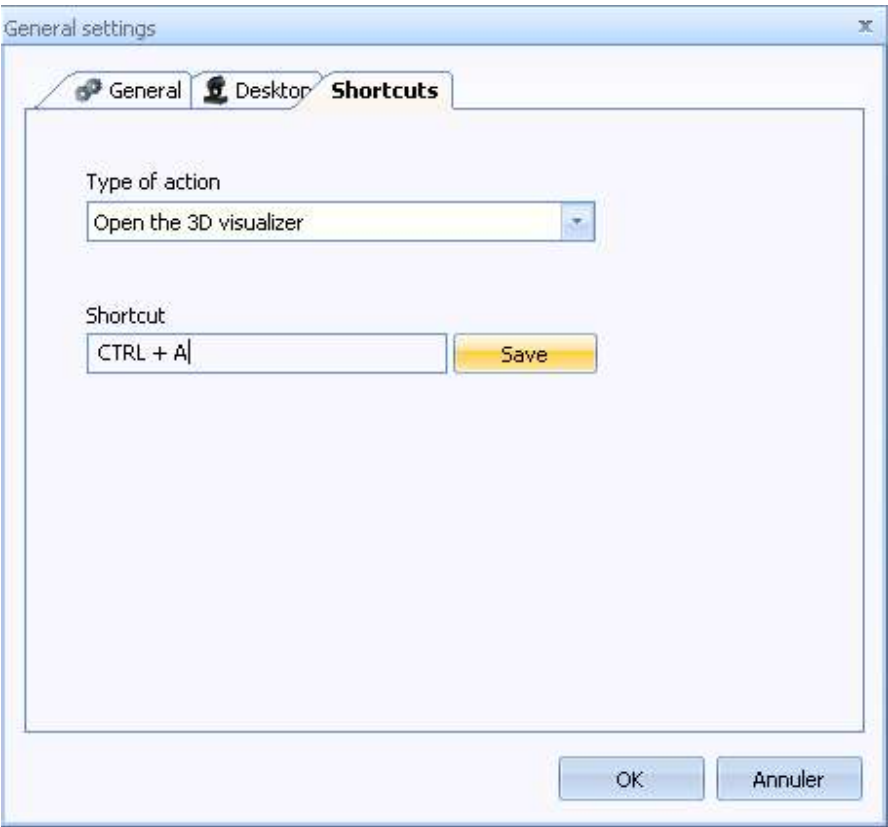 General settings
General Desktop Shortcuts
Type of action
Open the 3D visualizer
Shortcut
CTRL + A
Save
OK Annuler